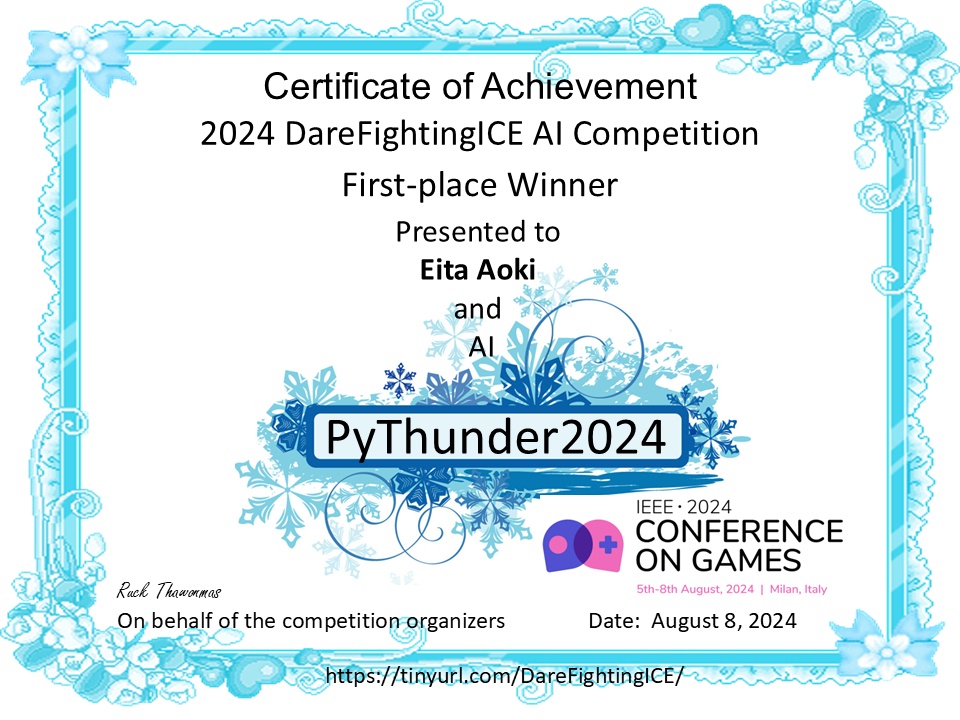 Certificate of Achievement
2024 DareFightingICE AI Competition
First-place Winner
Presented to
Eita Aoki
and
AI
PyThunder2024
IEEE · 2024
CONFERENCE
ON GAMES
5th-8th August, 2024 | Milan, Italy
Ruck Thawonmas
On behalf of the competition organizers
Date: August 8, 2024
https://tinyurl.com/DareFightingICE/